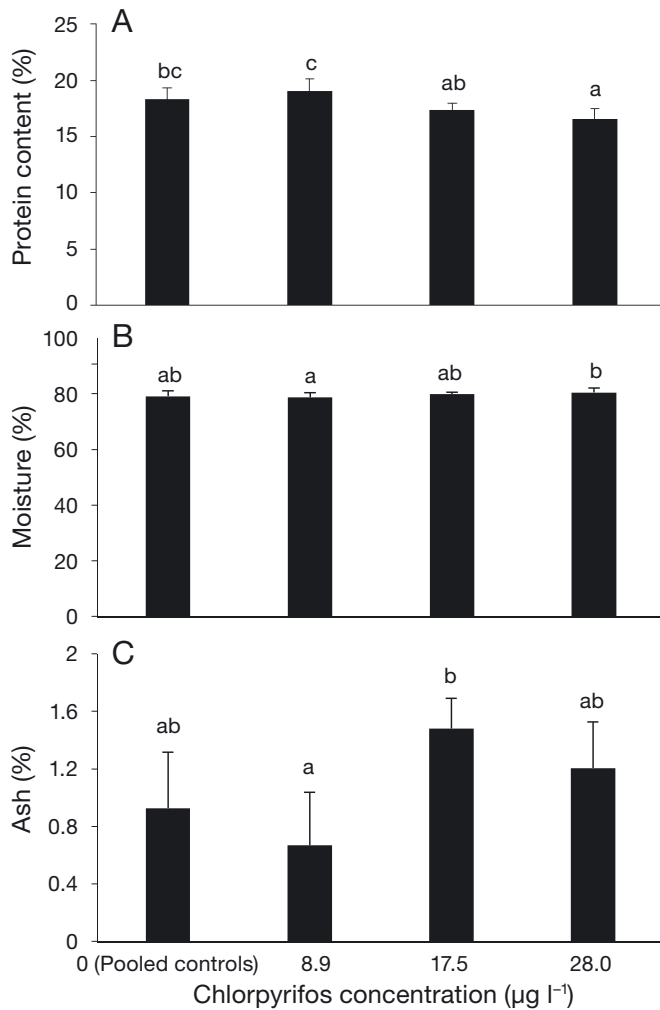 A
Protein content (%)
25
20
15
10
5
0
bc
c
ab
a
B
Moisture (%)
100
80
60
40
20
0
ab
a
ab
b
C
Ash (%)
2
1.6
1.2
0.8
0.4
0
ab
a
b
ab
0 (Pooled controls) 8.9 17.5 28.0
Chlorpyrifos concentration (µg l⁻¹)